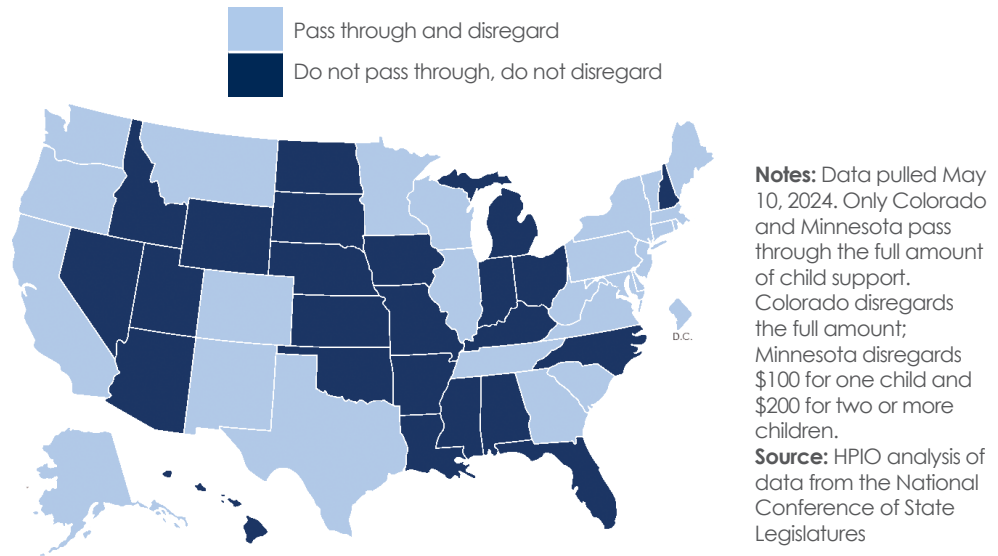 Pass through and disregard
Do not pass through, do not disregard
D.C.
Notes: Data pulled May
10, 2024. Only Colorado
and Minnesota pass
through the full amount
of child support.
Colorado disregards
the full amount;
Minnesota disregards
$100 for one child and
$200 for two or more
children.
Source: HPIO analysis of
data from the National
Conference of State
Legislatures